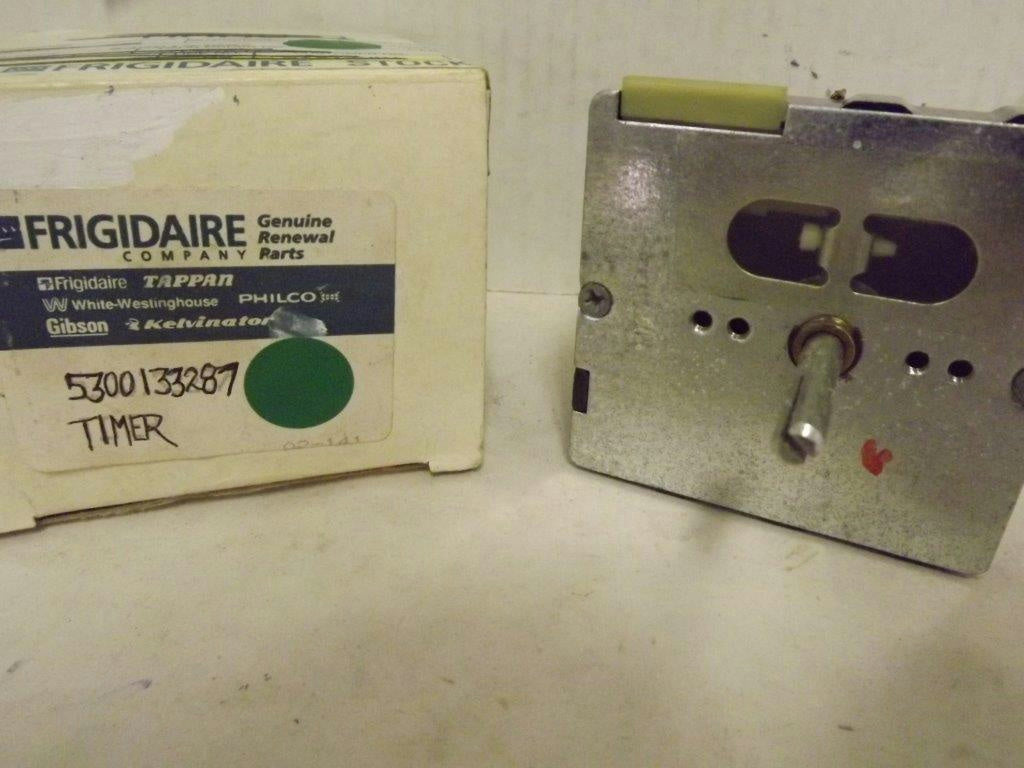 FRIGIDAIRE STOCK
FRIGIDAIRE
COMPANY
Genuine
Renewal
Parts
Frigidaire TAPPAN
White-Westinghouse PHILCO
Gibson Kelvinator
5300133287
TIMER